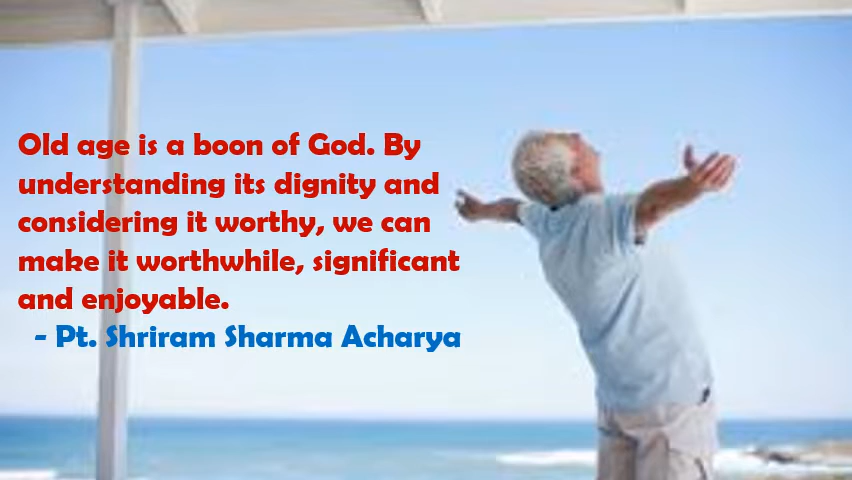 Old age is a boon of God. By
understanding its dignity and
considering it worthy, we can
make it worthwhile, significant
and enjoyable.
- Pt. Shriram Sharma Acharya